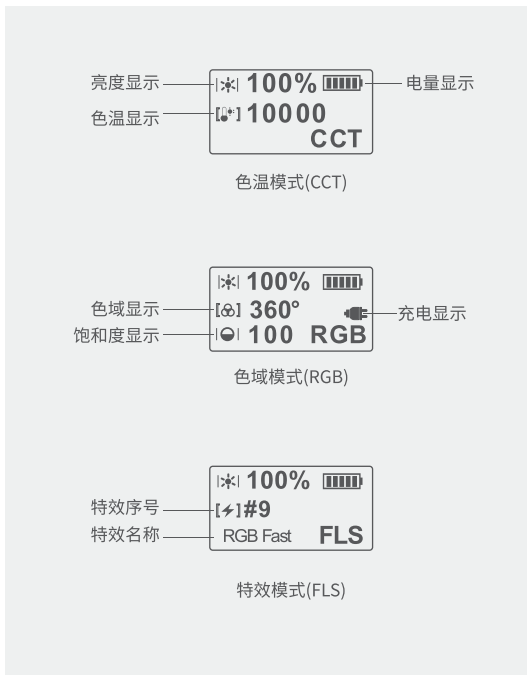 亮度显示
100%
电量显示
色温显示
10000
CCT
色温模式(CCT)
100%
色域显示
360°
充电显示
饱和度显示
100 RGB
色域模式(RGB)
100%
特效序号
#9
特效名称
RGB Fast FLS
特效模式(FLS)